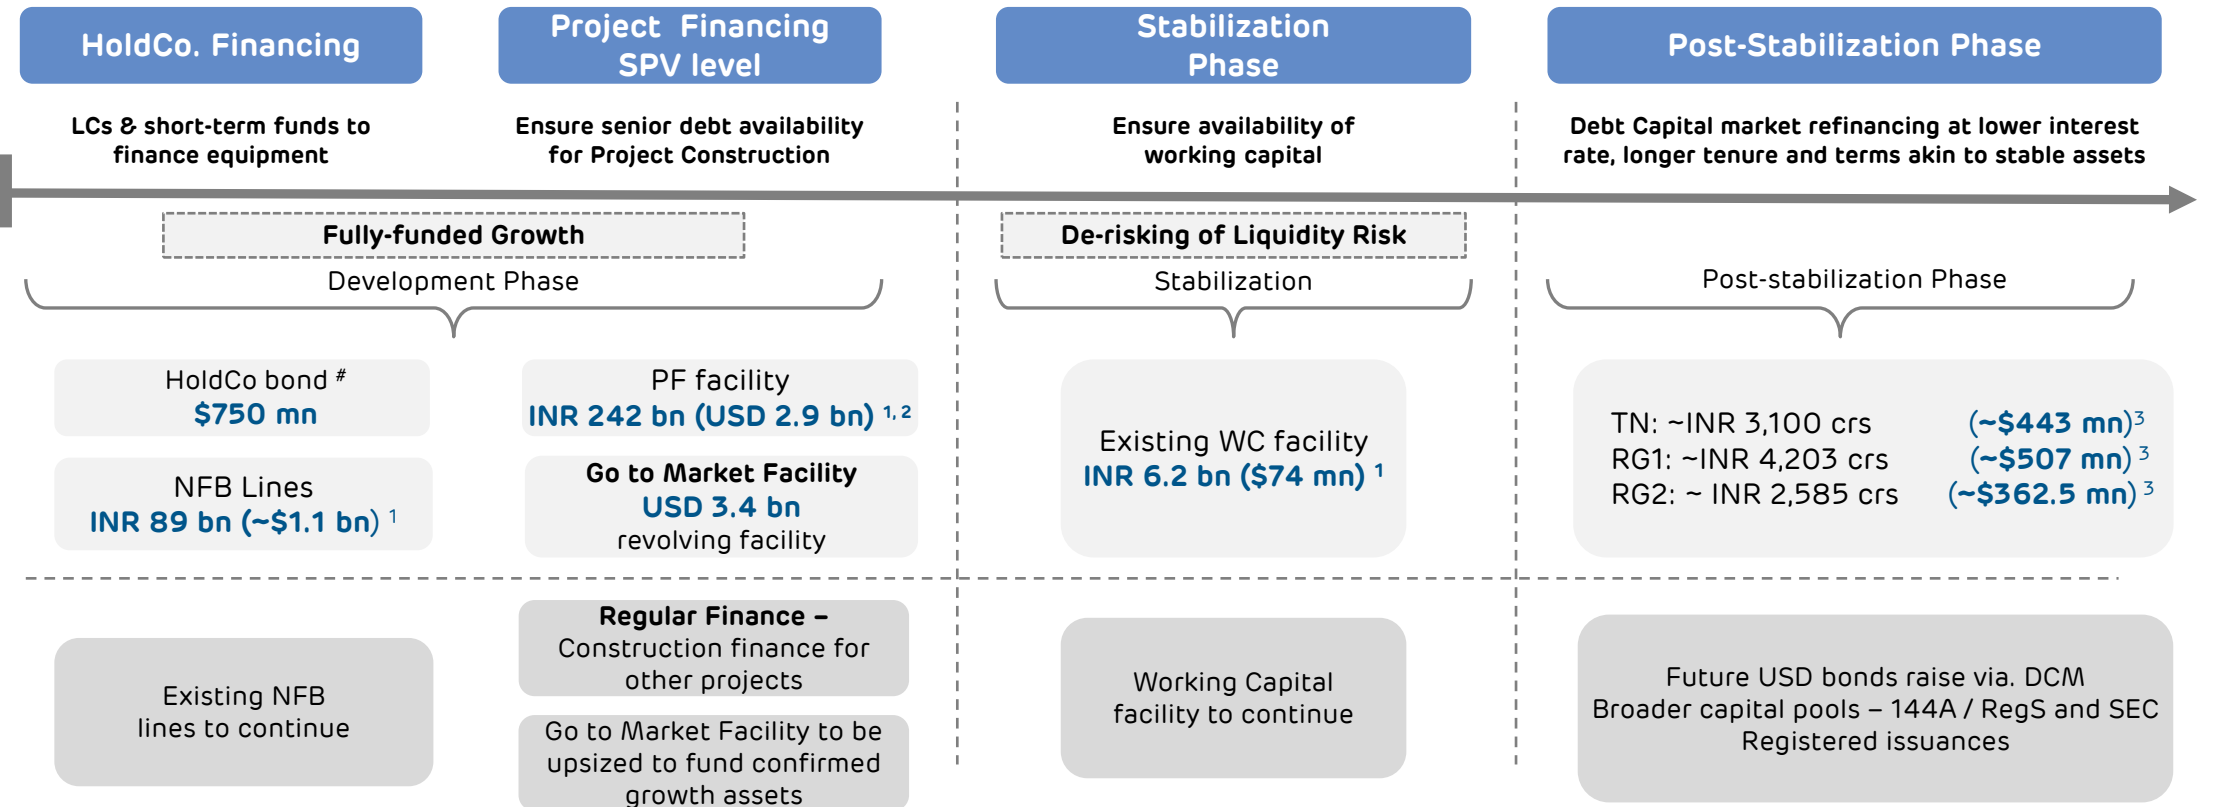 HoldCo. Financing
Project Financing
SPV level
Stabilization
Phase
Post-Stabilization Phase
LCs & short-term funds to
finance equipment
Ensure senior debt availability
for Project Construction
Ensure availability of
working capital
Debt Capital market refinancing at lower interest
rate, longer tenure and terms akin to stable assets
Fully-funded Growth
De-risking of Liquidity Risk
Development Phase
Stabilization
Post-stabilization Phase
HoldCo bond #
$750 mn
NFB Lines
INR 89 bn (~$1.1 bn) 1
PF facility
INR 242 bn (USD 2.9 bn) 1, 2
Go to Market Facility
USD 3.4 bn
revolving facility
Existing WC facility
INR 6.2 bn ($74 mn) 1
TN: ~INR 3,100 crs (~$443 mn)3
RG1: ~INR 4,203 crs (~$507 mn) 3
RG2: ~ INR 2,585 crs (~$362.5 mn) 3
Existing NFB
lines to continue
Regular Finance –
Construction finance for
other projects
Go to Market Facility to be
upsized to fund confirmed
growth assets
Working Capital
facility to continue
Future USD bonds raise via. DCM
Broader capital pools – 144A / RegS and SEC
Registered issuances